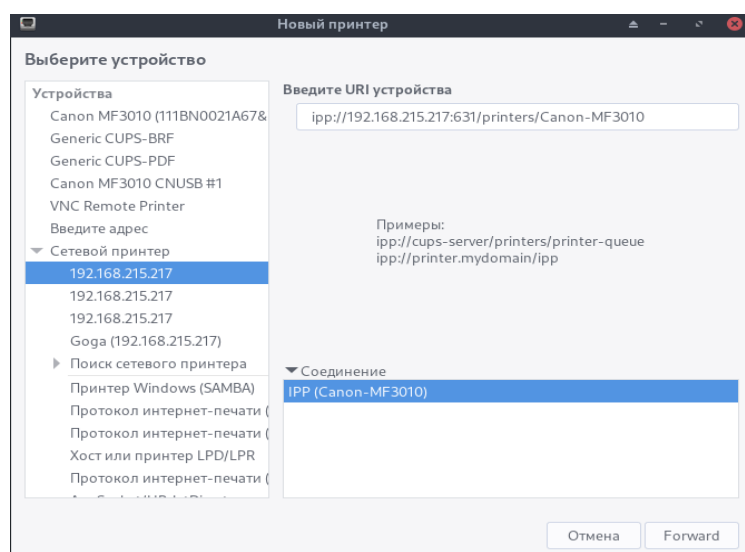 Новый принтер
Выберите устройство
Устройства
Canon MF3010 (111BN0021A67&
Generic CUPS-BRF
Generic CUPS-PDF
Canon MF3010 CNUSB #1
VNC Remote Printer
Введите адрес
Сетевой принтер
192.168.215.217
192.168.215.217
192.168.215.217
Goga (192.168.215.217)
Поиск сетевого принтера
Принтер Windows (SAMBA)
Протокол интернет-печати (
Протокол интернет-печати (
Хост или принтер LPD/LPR
Протокол интернет-печати (
Введите URI устройства
ipp://192.168.215.217:631/printers/Canon-MF3010
Примеры:
ipp://cups-server/printers/printer-queue
ipp://printer.mydomain/ipp
Соединение
IPP (Canon-MF3010)
Отмена
Forward